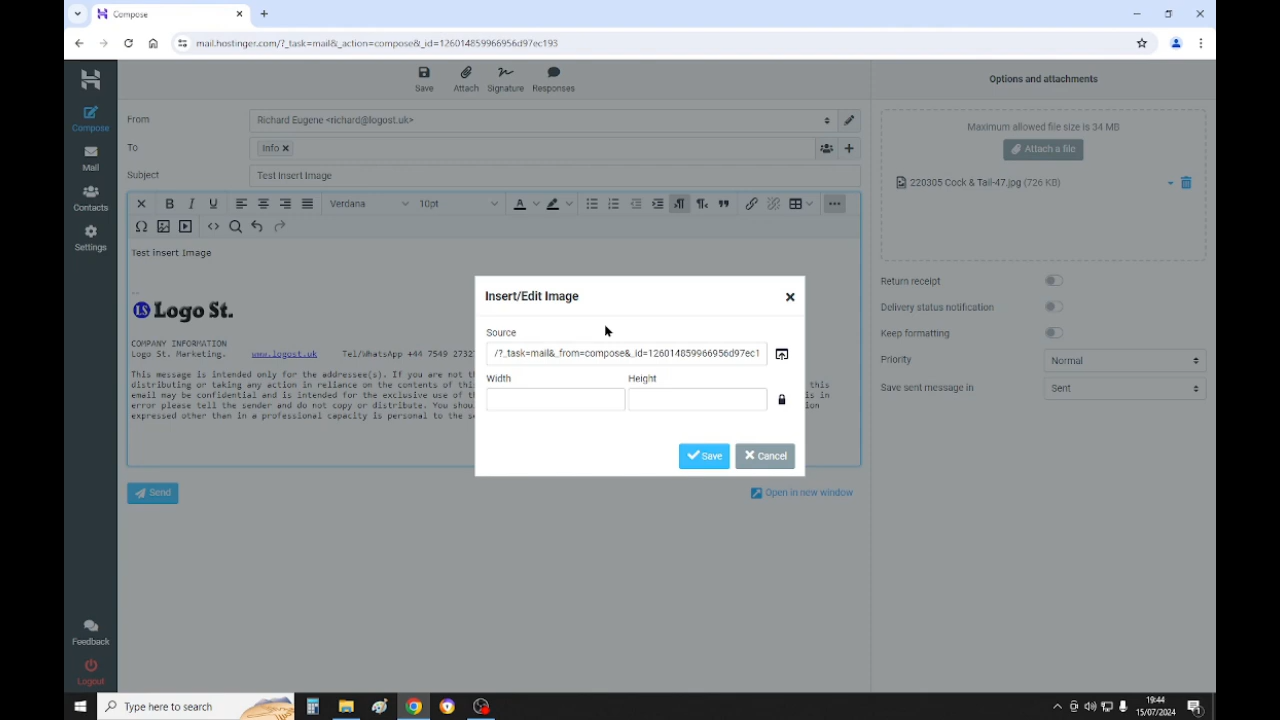 Compose
mail.hostinger.com/?_task=mail&_action=compose&_id=126014859966956d97ec193
Save
Attach
Signature
Responses
Options and attachments
Compose
Mail
Contacts
Settings
Feedback
Logout
From
Richard Eugene <richard@logost.uk>
To
Info
Subject
Test Insert Image
Verdana
10pt
Test insert Image
--
LS Logo St.
COMPANY INFORMATION
Logo St. Marketing. www.logost.uk Tel/WhatsApp +44 7549 27327
This message is intended only for the addressee(s). If you are not t
distributing or taking any action in reliance on the contents of this
email may be confidential and is intended for the exclusive use of t
error please tell the sender and do not copy or distribute. You shou
expressed other than in a professional capacity is personal to the se
this
is in
on
Send
Open in new window
Insert/Edit Image
Source
/?_task=mail&_from=compose&_id=126014859966956d97ec1
Width
Height
Save
Cancel
Maximum allowed file size is 34 MB
Attach a file
220305 Cock & Tail-47.jpg (726 KB)
Return receipt
Delivery status notification
Keep formatting
Priority
Normal
Save sent message in
Sent
Type here to search
19:44
15/07/2024